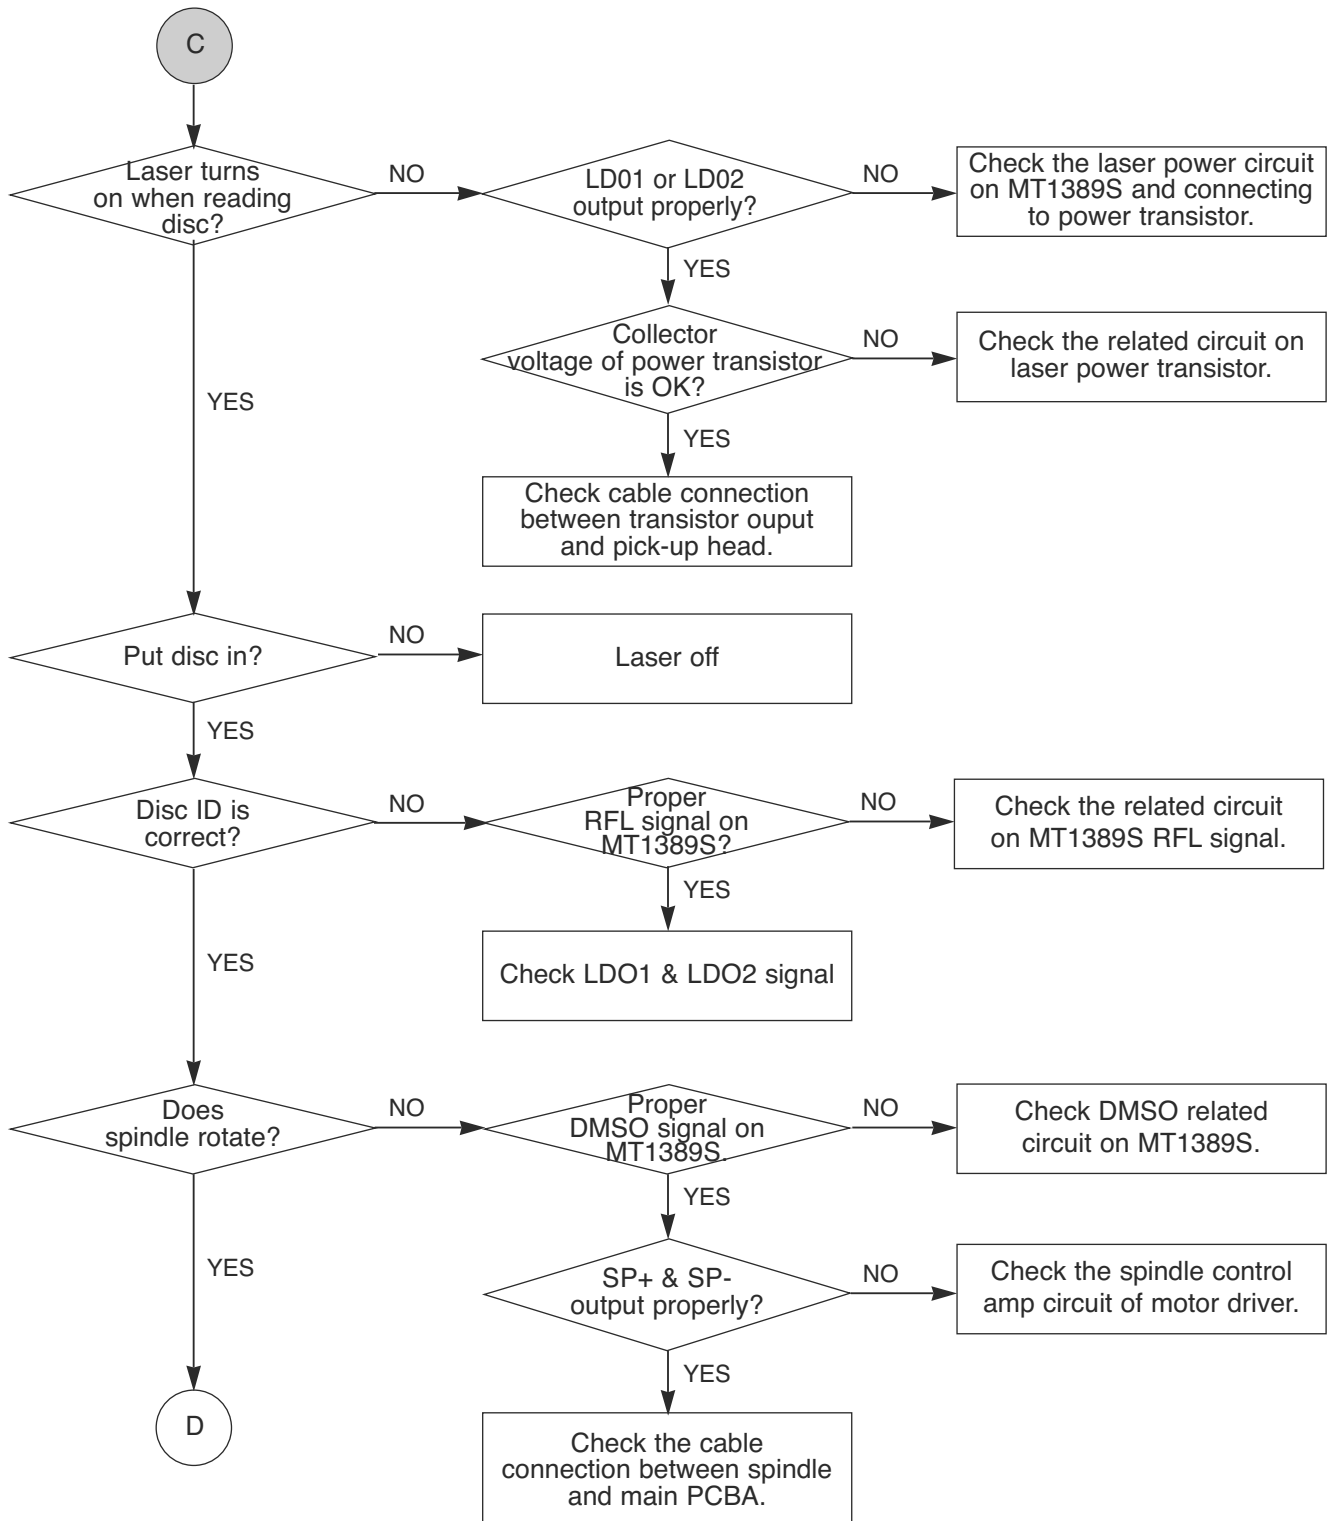 C
Laser turns
on when reading
disc?
NO
LD01 or LD02
output properly?
NO
Check the laser power circuit
on MT1389S and connecting
to power transistor.
YES
Collector
voltage of power transistor
is OK?
NO
Check the related circuit on
laser power transistor.
YES
YES
Check cable connection
between transistor ouput
and pick-up head.
Put disc in?
NO
Laser off
YES
Disc ID is
correct?
NO
Proper
RFL signal on
MT1389S?
NO
Check the related circuit
on MT1389S RFL signal.
YES
YES
Check LDO1 & LDO2 signal
Does
spindle rotate?
NO
Proper
DMSO signal on
MT1389S.
NO
Check DMSO related
circuit on MT1389S.
YES
YES
SP+ & SP-
output properly?
NO
Check the spindle control
amp circuit of motor driver.
YES
D
Check the cable
connection between spindle
and main PCBA.